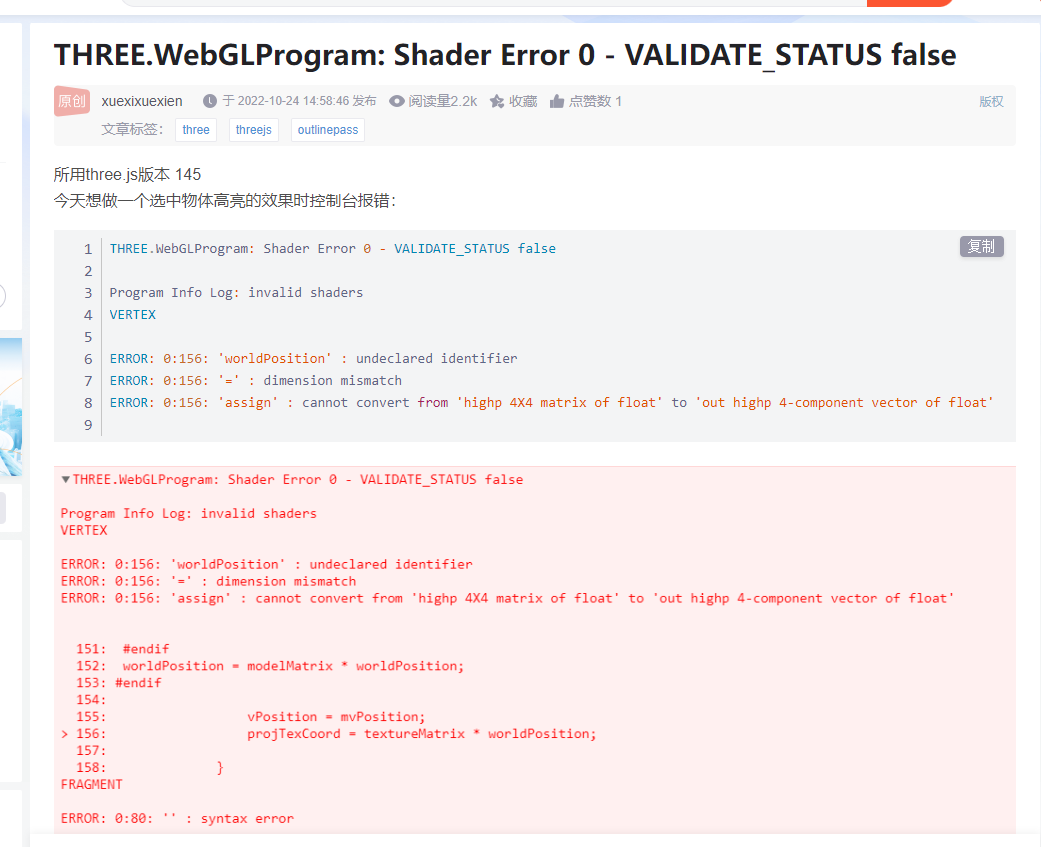 THREE.WebGLProgram: Shader Error 0 - VALIDATE_STATUS false
原创 xuexixuexien 于 2022-10-24 14:58:46 发布 阅读量2.2k 收藏 点赞数 1 版权
文章标签： three threejs outlinepass
所用three.js版本 145
今天想做一个选中物体高亮的效果时控制台报错：
复制
1 THREE.WebGLProgram: Shader Error 0 - VALIDATE_STATUS false
2
3 Program Info Log: invalid shaders
4 VERTEX
5
6 ERROR: 0:156: 'worldPosition' : undeclared identifier
7 ERROR: 0:156: '=' : dimension mismatch
8 ERROR: 0:156: 'assign' : cannot convert from 'highp 4X4 matrix of float' to 'out highp 4-component vector of float'
9
▼THREE.WebGLProgram: Shader Error 0 - VALIDATE_STATUS false
Program Info Log: invalid shaders
VERTEX
ERROR: 0:156: 'worldPosition' : undeclared identifier
ERROR: 0:156: '=' : dimension mismatch
ERROR: 0:156: 'assign' : cannot convert from 'highp 4X4 matrix of float' to 'out highp 4-component vector of float'
151: #endif
152: worldPosition = modelMatrix * worldPosition;
153: #endif
154:
155: vPosition = mvPosition;
> 156: projTexCoord = textureMatrix * worldPosition;
157:
158: }
FRAGMENT
ERROR: 0:80: '' : syntax error